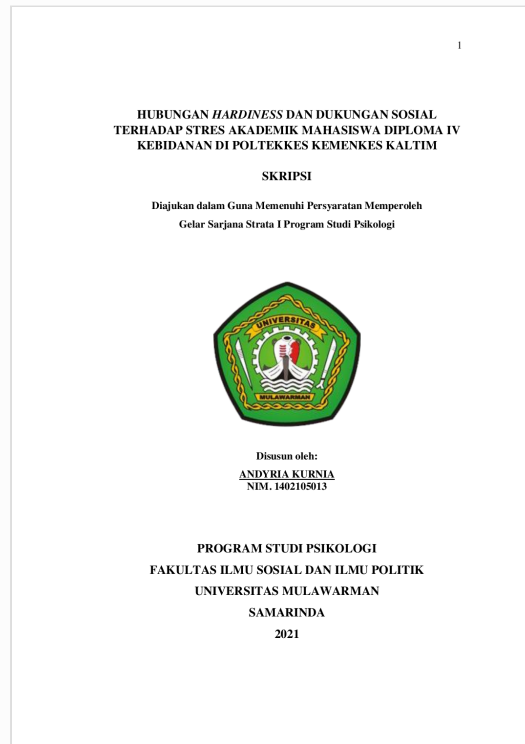 1
HUBUNGAN HARDINESS DAN DUKUNGAN SOSIAL
TERHADAP STRES AKADEMIK MAHASISWA DIPLOMA IV
KEBIDANAN DI POLTEKKES KEMENKES KALTIM
SKRIPSI
Diajukan dalam Guna Memenuhi Persyaratan Memperoleh
Gelar Sarjana Strata I Program Studi Psikologi
UNIVERSITAS
MULAWARMAN
Disusun oleh:
ANDYRIA KURNIA
NIM. 1402105013
PROGRAM STUDI PSIKOLOGI
FAKULTAS ILMU SOSIAL DAN ILMU POLITIK
UNIVERSITAS MULAWARMAN
SAMARINDA
2021